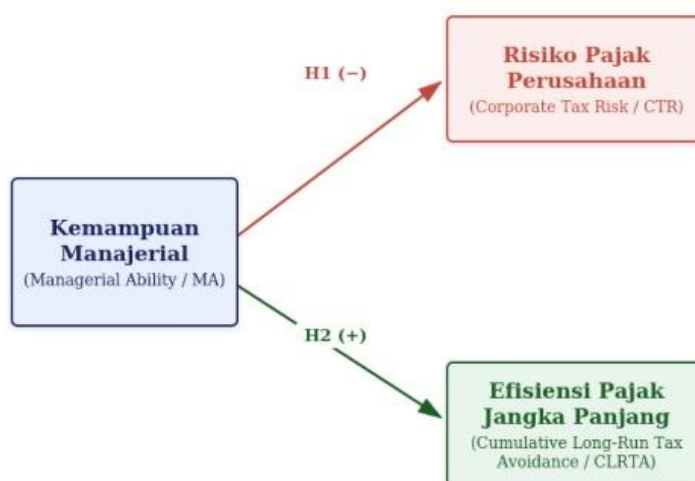 H1 (−)
Risiko Pajak
Perusahaan
(Corporate Tax Risk / CTR)
Kemampuan
Manajerial
(Managerial Ability / MA)
H2 (+)
Efisiensi Pajak
Jangka Panjang
(Cumulative Long-Run Tax
Avoidance / CLRTA)